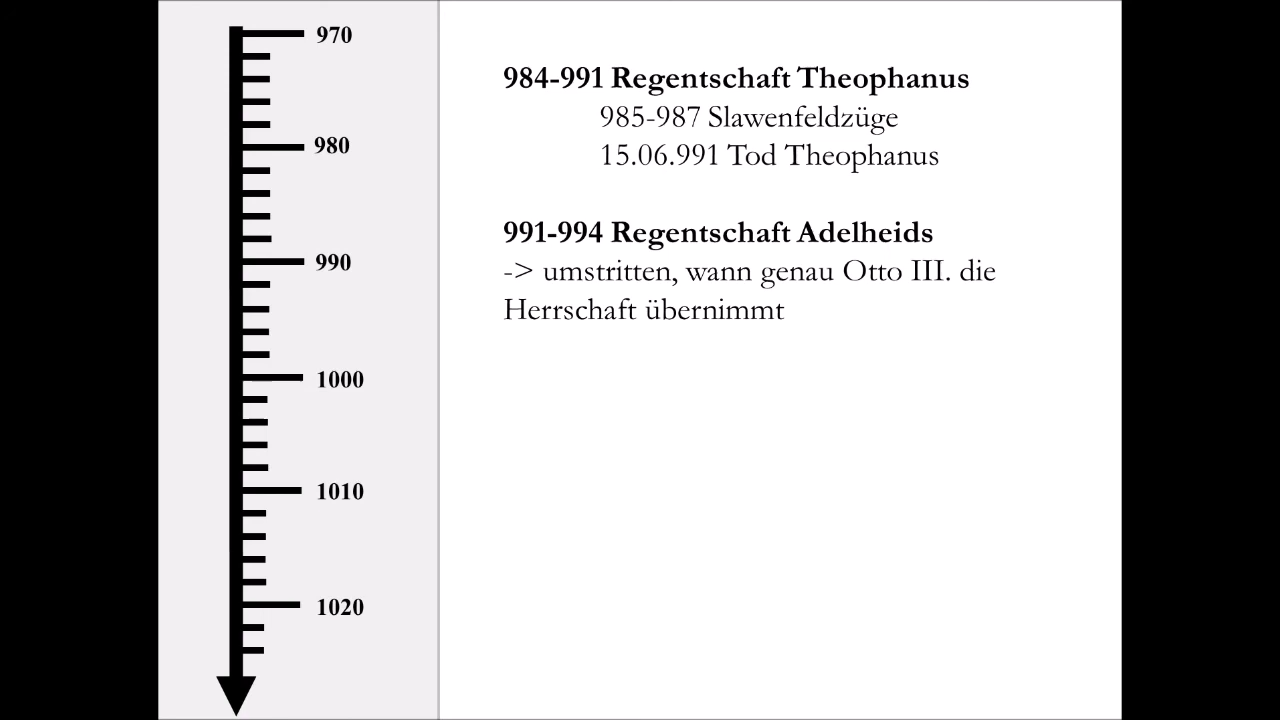 970
980
990
1000
1010
1020
984-991 Regentschaft Theophanus
985-987 Slawenfeldzüge
15.06.991 Tod Theophanus
991-994 Regentschaft Adelheids
-> umstritten, wann genau Otto III. die
Herrschaft übernimmt